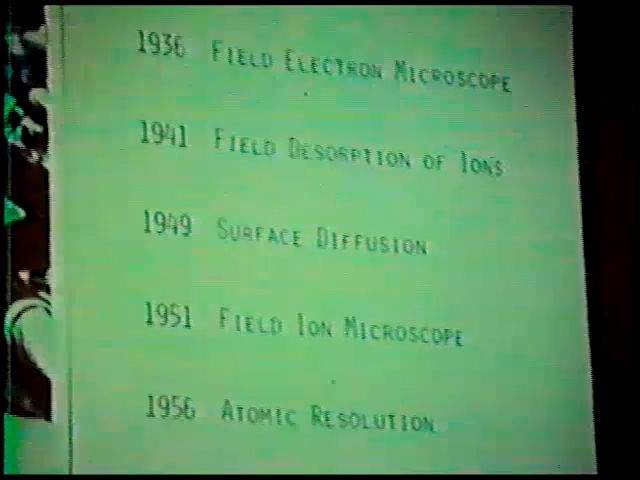 1936 FIELD ELECTRON MICROSCOPE
1941 FIELD DESORPTION OF IONS
1949 SURFACE DIFFUSION
1951 FIELD ION MICROSCOPE
1956 ATOMIC RESOLUTION